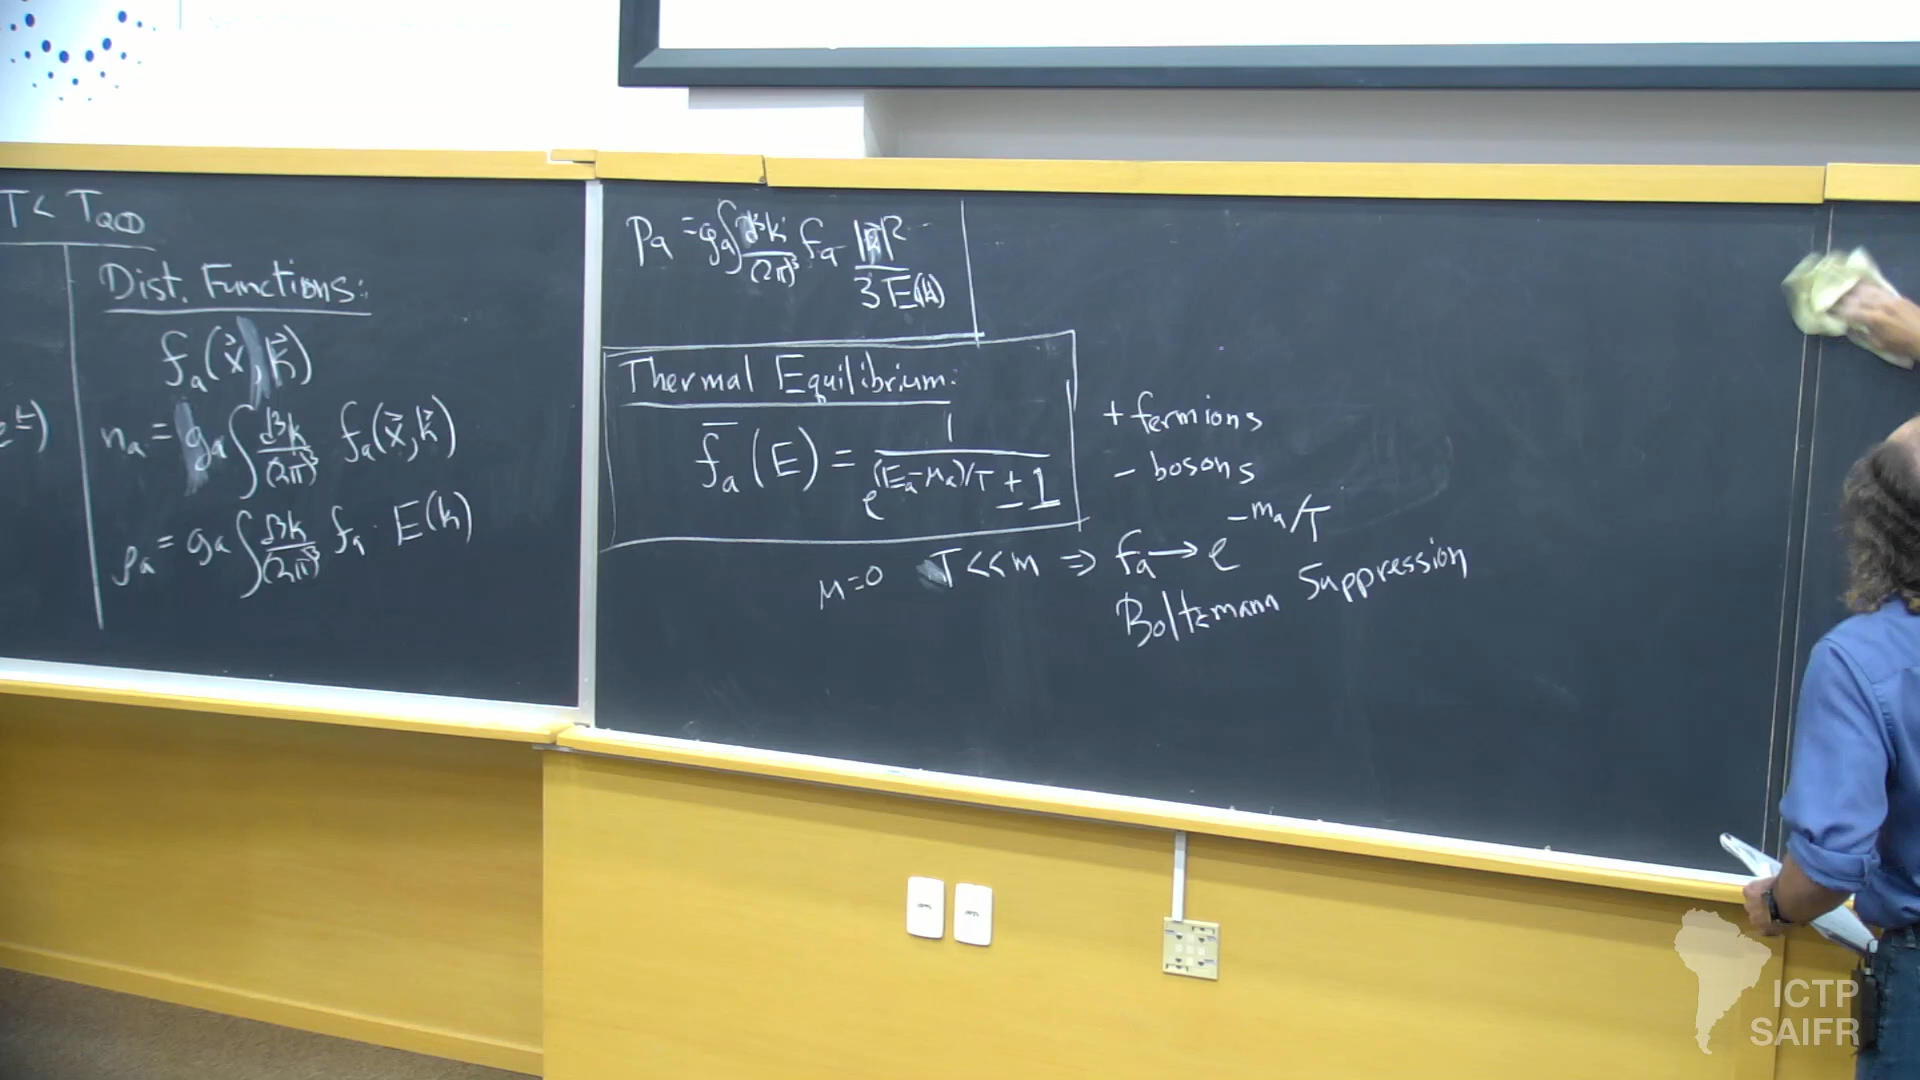 T < T_QCD
Dist. Functions:
f_a(x⃗,k⃗)
n_a = g_a ∫ d³k/(2π)³ f_a(x⃗,k⃗)
ρ_a = g_a ∫ d³k/(2π)³ f_a · E(k)
p_a = g_a ∫ d³k/(2π)³ f_a |k⃗|²/3E(k)
Thermal Equilibrium:
f̄_a(E) = 1/(e^{(E_a-μ_a)/T} ± 1)
+ fermions
- bosons
μ=0 T<<m ⇒ f_a → e^{-m_a/T}
Boltzmann Suppression
ICTP
SAIFR